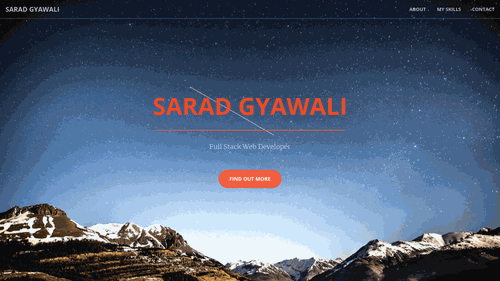 SARAD GYAWALI
ABOUT
MY SKILLS
CONTACT
SARAD GYAWALI
Full Stack Web Developer
FIND OUT MORE